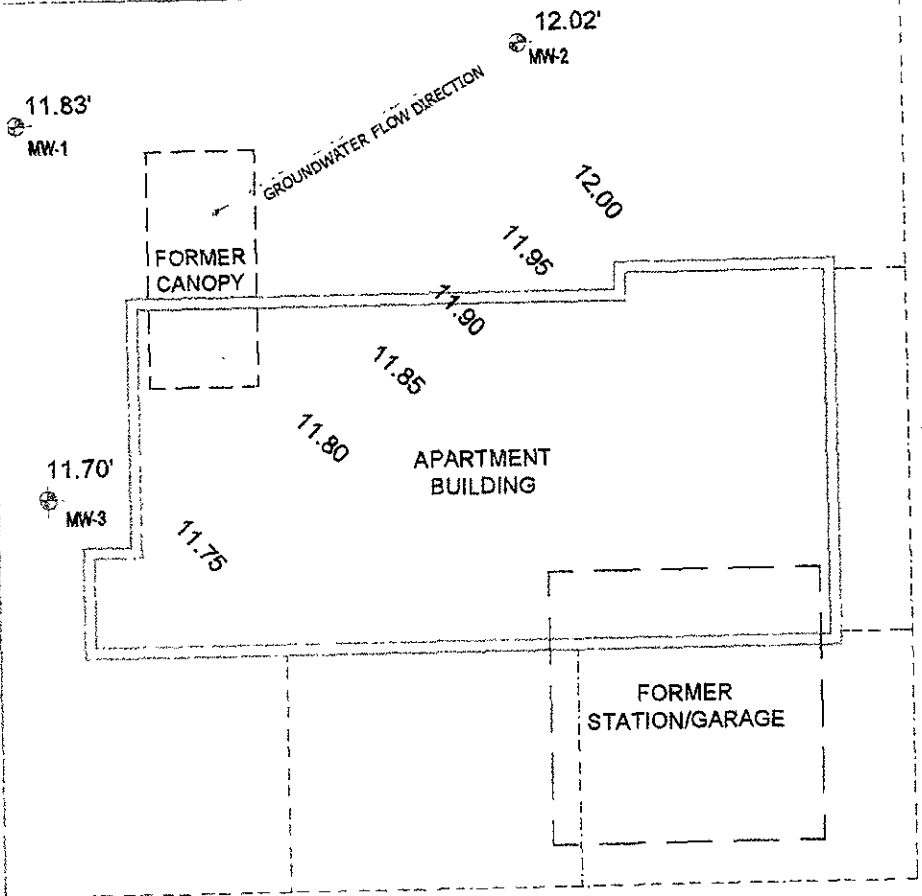 12.02'
MW-2
11.83'
MW-1
GROUNDWATER FLOW DIRECTION
12.00
11.95
FORMER
CANOPY
11.90
11.85
11.80
APARTMENT
BUILDING
11.70'
MW-3
11.75
FORMER
STATION/GARAGE